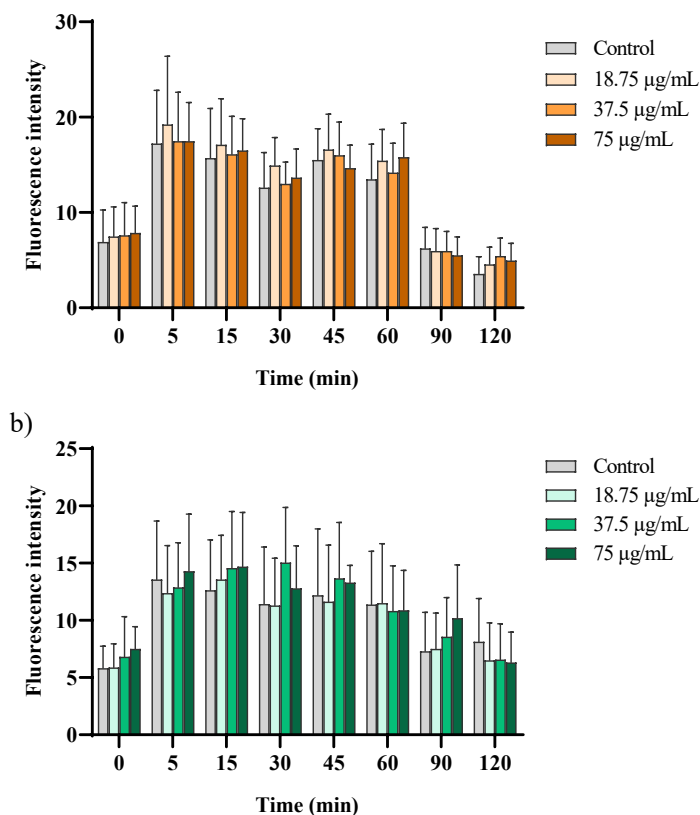 30
20
10
0
Fluorescence intensity
Control
18.75 µg/mL
37.5 µg/mL
75 µg/mL
0 5 15 30 45 60 90 120
Time (min)
b)
25
20
15
10
5
0
Fluorescence intensity
Control
18.75 µg/mL
37.5 µg/mL
75 µg/mL
0 5 15 30 45 60 90 120
Time (min)